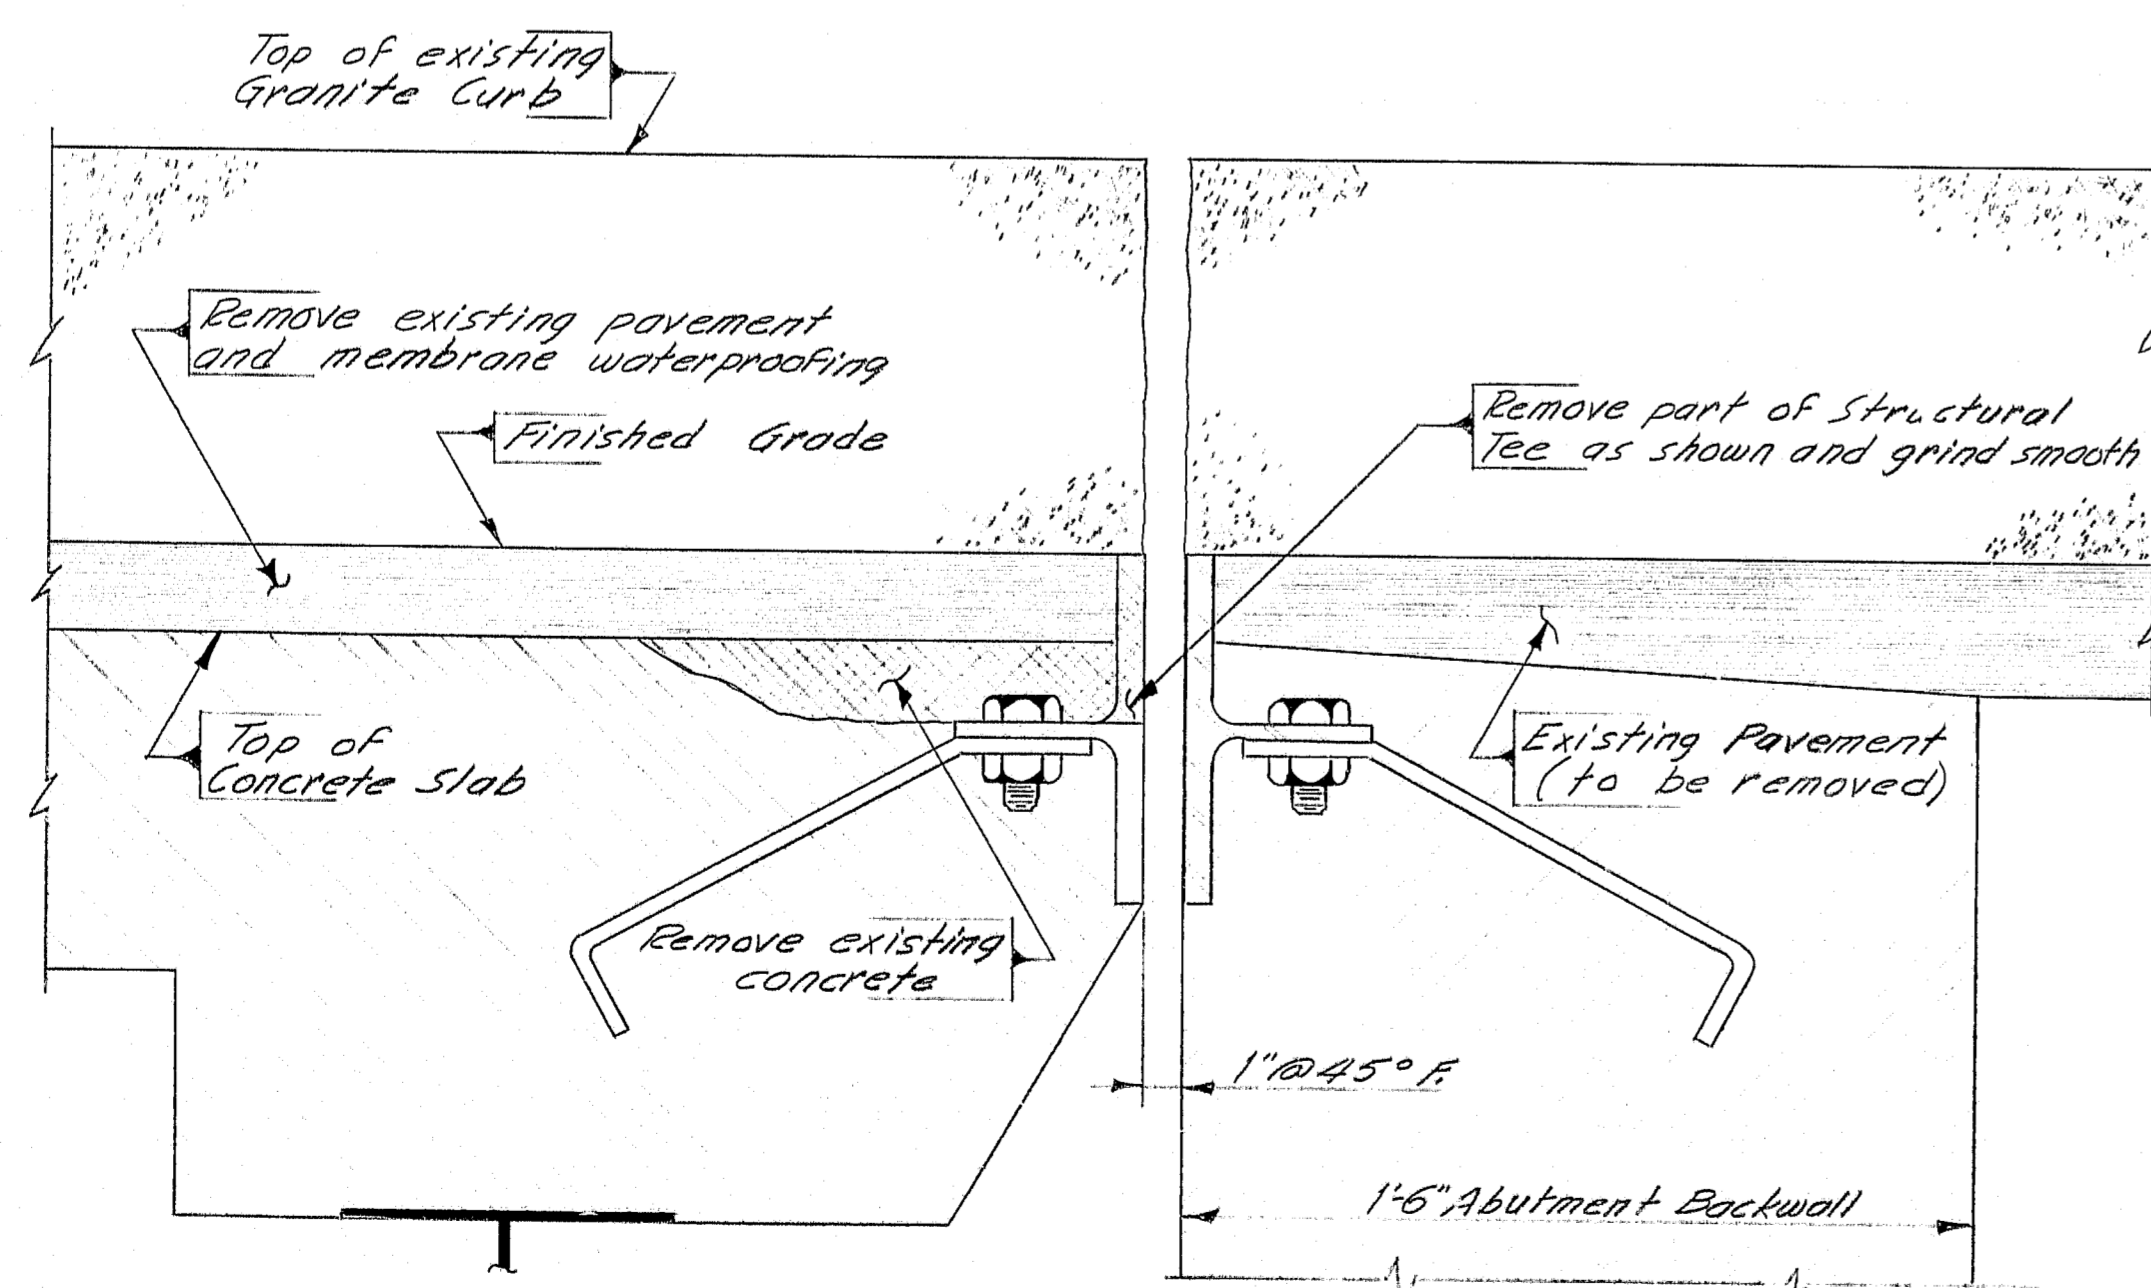 Top of existing
Granite Curb
Remove existing pavement
and membrane waterproofing
Finished Grade
Remove part of Structural
Tee as shown and grind smooth
Top of
Concrete Slab
Existing Pavement
(to be removed)
Remove existing
concrete
1"@45° F.
1'-6" Abutment Backwall